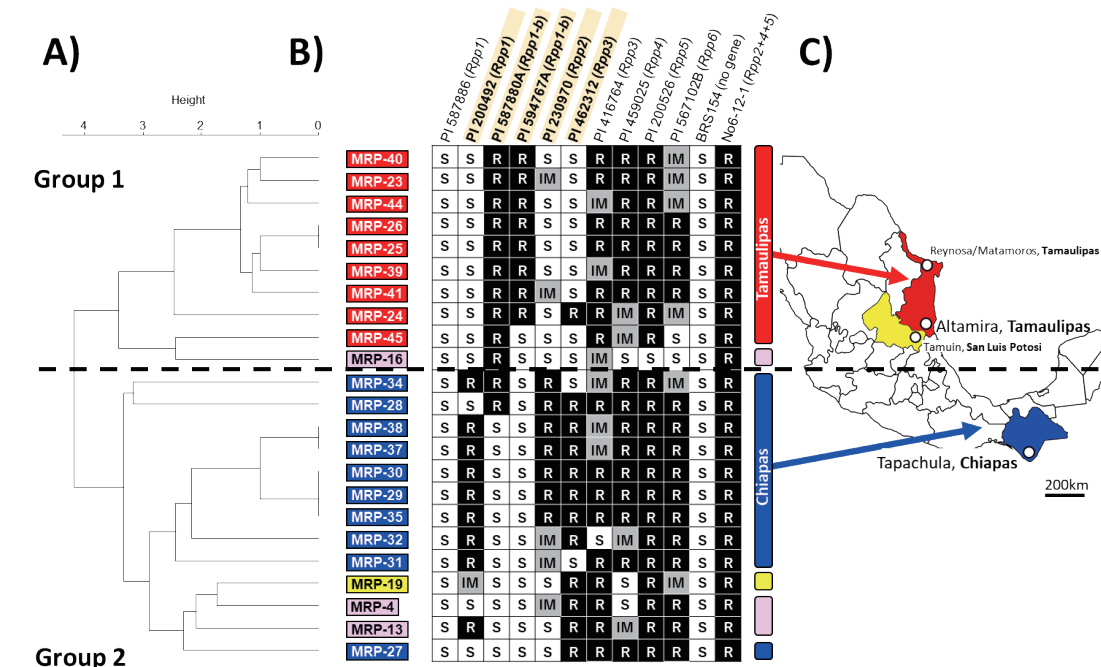 A)
B)
C)
Height
4 3 2 1 0
PI 587886 (Rpp1)
PI 200492 (Rpp1)
PI 587880A (Rpp1-b)
PI 594767A (Rpp1-b)
PI 230970 (Rpp2)
PI 462312 (Rpp3)
PI 416764 (Rpp3)
PI 459025 (Rpp4)
PI 200526 (Rpp5)
PI 567102B (Rpp6)
BRS154 (no gene)
No6-12-1 (Rpp2+4+5)
Group 1
MRP-40 S S R R S S R R R IM S R
MRP-23 S S R R IM S R R R IM S R
MRP-44 S S R R S S IM R R IM S R
MRP-26 S S R R S S R R R R S R
MRP-25 S S R R S S R R R R S R
MRP-39 S S R R S S IM R R R S R
MRP-41 S S R R IM S R R R R S R
MRP-24 S S R R S R R IM R IM S R
MRP-45 S S R S S S R IM R S S R
MRP-16 S S R S S S IM S S S S R
MRP-34 S R R S R S IM R R IM S R
MRP-28 S S R S R R R R R R S R
MRP-38 S R S S R R IM R R R S R
MRP-37 S R S S R R IM R R R S R
MRP-30 S R S S R R R R R R S R
MRP-29 S R S S R R R R R R S R
MRP-35 S R S S R R R R R R S R
MRP-32 S R S S IM R S IM R R S R
MRP-31 S R S S IM S R R R R S R
MRP-19 S IM S S S R R S R IM S R
MRP-4 S S S S IM R R S R R S R
MRP-13 S R S S S R R IM R R S R
MRP-27 S S S S S R R R R R S R
Group 2
Tamaulipas
Chiapas
Reynosa/Matamoros, Tamaulipas
Altamira, Tamaulipas
Tamuin, San Luis Potosi
Tapachula, Chiapas
200km